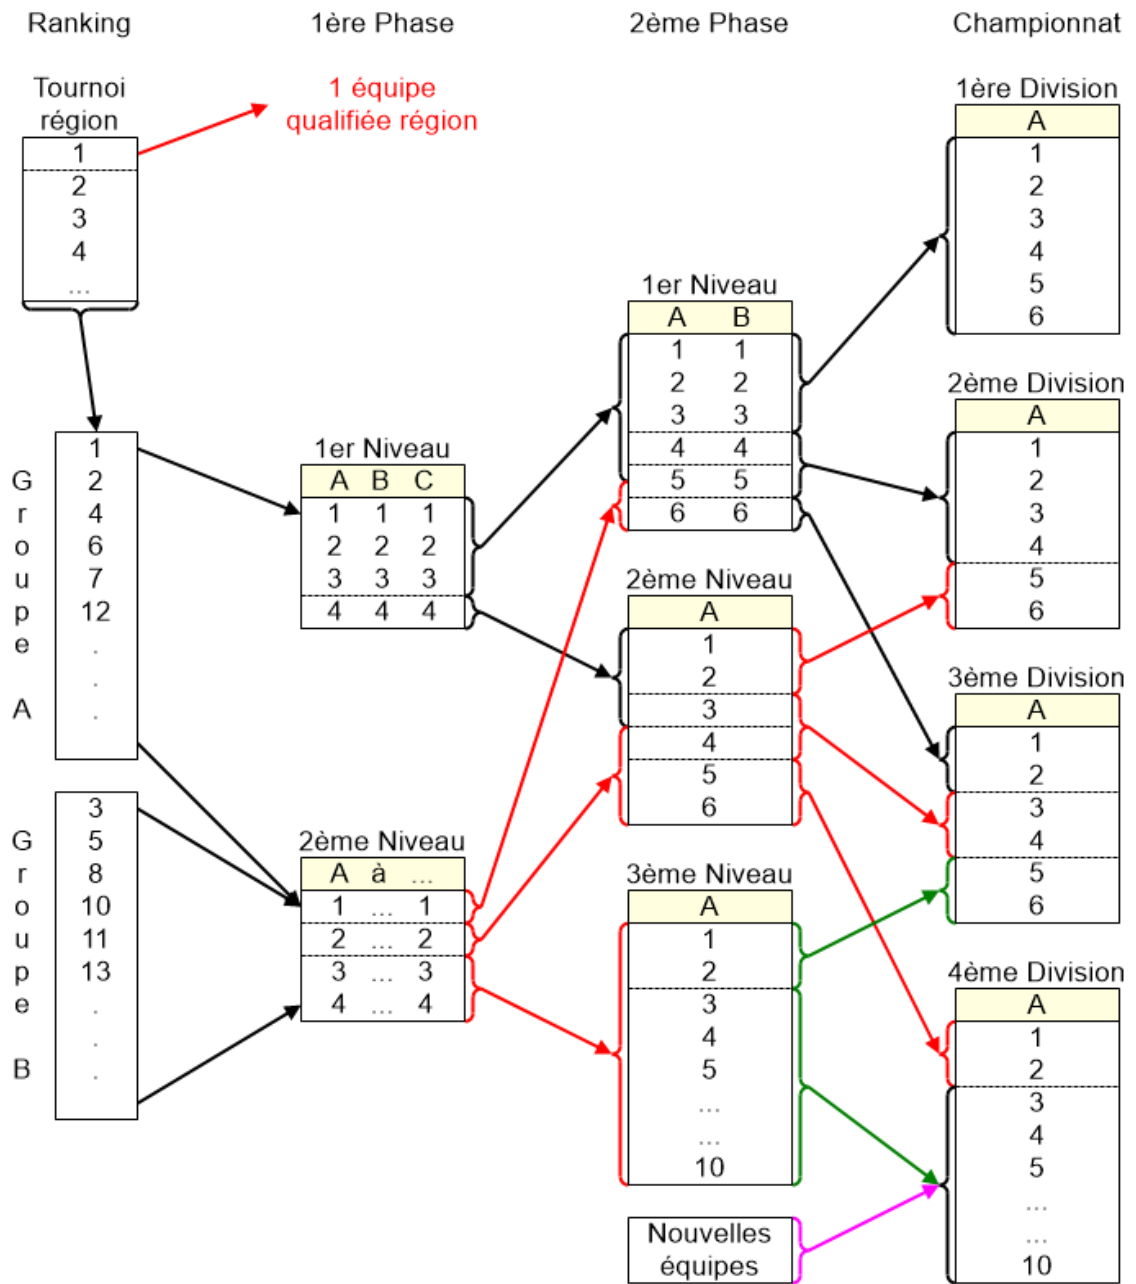 Ranking
1ère Phase
2ème Phase
Championnat
Tournoi
région
1
2
3
4
...
1 équipe
qualifiée région
Groupe A
1
2
4
6
7
12
.
.
.
Groupe B
3
5
8
10
11
13
.
.
.
1er Niveau
A B C
1 1 1
2 2 2
3 3 3
4 4 4
2ème Niveau
A à ...
1 ... 1
2 ... 2
3 ... 3
4 ... 4
1er Niveau
A B
1 1
2 2
3 3
4 4
5 5
6 6
2ème Niveau
A
1
2
3
4
5
6
3ème Niveau
A
1
2
3
4
5
...
...
10
Nouvelles
équipes
1ère Division
A
1
2
3
4
5
6
2ème Division
A
1
2
3
4
5
6
3ème Division
A
1
2
3
4
5
6
4ème Division
A
1
2
3
4
5
...
...
10